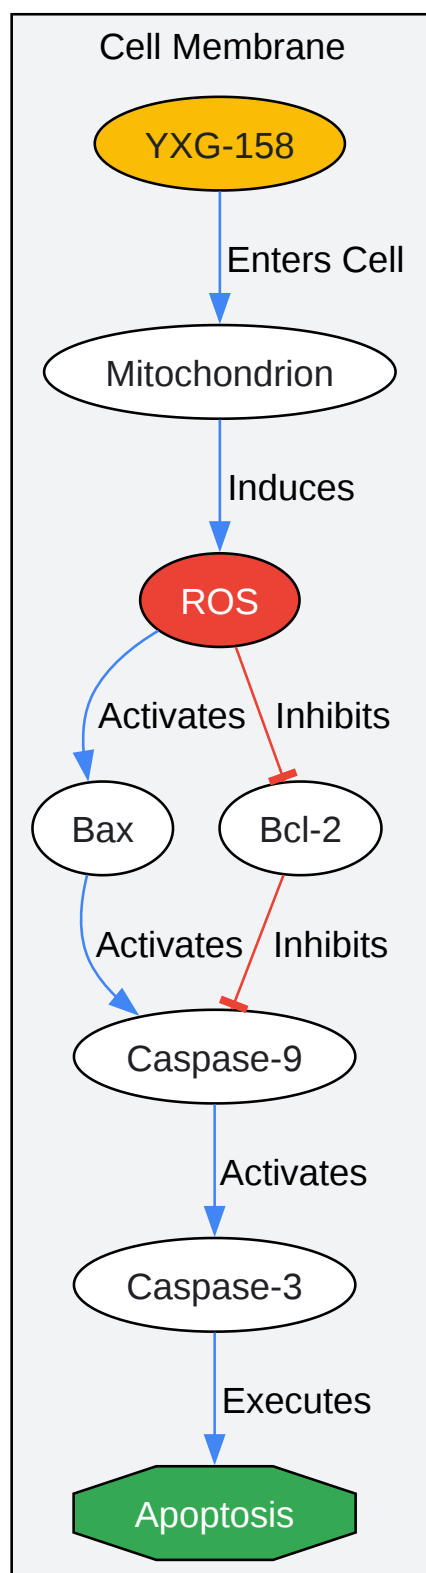 Cell Membrane
YXG-158
Enters Cell
Mitochondrion
Induces
ROS
Activates
Inhibits
Bax
Bcl-2
Activates
Inhibits
Caspase-9
Activates
Caspase-3
Executes
Apoptosis